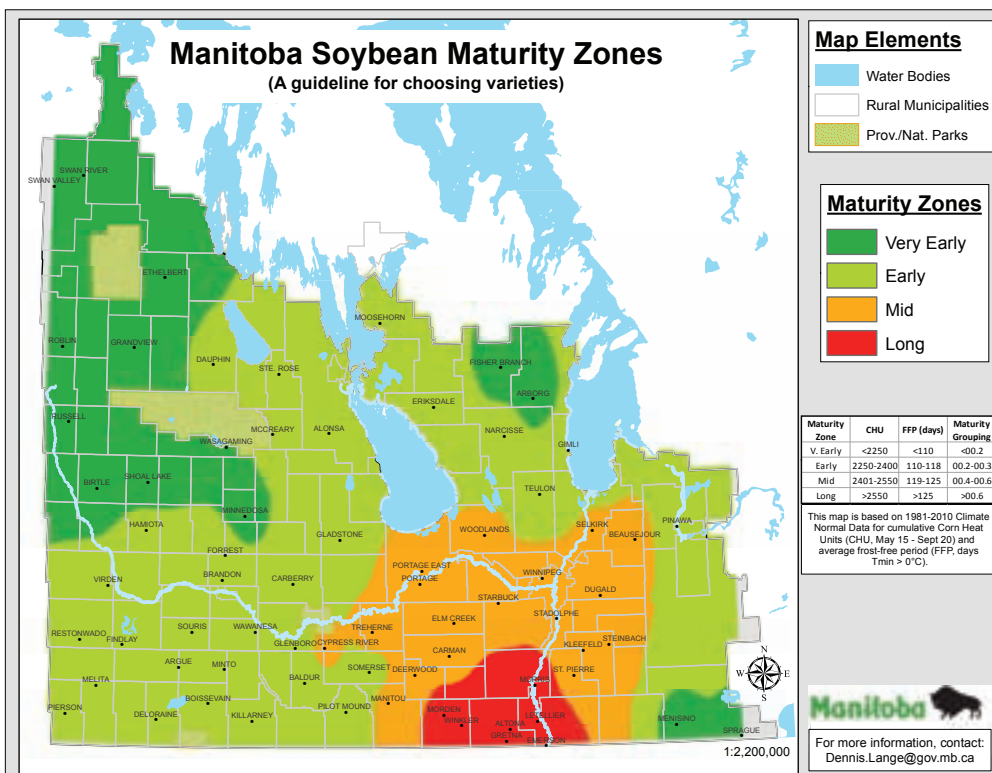 Manitoba Soybean Maturity Zones
(A guideline for choosing varieties)
SWAN RIVER
SWAN VALLEY
ETHELBERT
MOOSEHORN
ROBLIN
GRANDVIEW
DAUPHIN
STE. ROSE
FISHER BRANCH
ARBORG
ERIKSDALE
RUSSELL
MCCREARY
ALONSA
NARCISSE
WASAGAMING
GIMLI
BIRTLE
SHOAL LAKE
TEULON
MINNEDOSA
HAMIOTA
GLADSTONE
WOODLANDS
SELKIRK
PINAWA
BEAUSEJOUR
FORREST
PORTAGE EAST
PORTAGE
WINNIPEG
VIRDEN
BRANDON
CARBERRY
DUGALD
STARBUCK
STADOLPHE
ELM CREEK
RESTONWADO
FINDLAY
SOURIS
WAWANESA
TREHERNE
GLENBORO
CYPRESS RIVER
STEINBACH
KLEEFELD
CARMAN
ARGUE
MINTO
SOMERSET
DEERWOOD
ST. PIERRE
MELITA
BALDUR
MORRIS
BOISSEVAIN
MANITOU
PIERSON
DELORAINE
KILLARNEY
PILOT MOUND
MORDEN
WINKLER
ALTONA
LETELLIER
GRETNA
EMERSON
MENISINO
SPRAGUE
N
W
E
S
1:2,200,000
Map Elements
Water Bodies
Rural Municipalities
Prov./Nat. Parks
Maturity Zones
Very Early
Early
Mid
Long
Maturity Zone CHU FFP (days) Maturity Grouping
V. Early <2250 <110 <00.2
Early 2250-2400 110-118 00.2-00.3
Mid 2401-2550 119-125 00.4-00.6
Long >2550 >125 >00.6
This map is based on 1981-2010 Climate
Normal Data for cumulative Corn Heat
Units (CHU, May 15 - Sept 20) and
average frost-free period (FFP, days
Tmin > 0°C).
Manitoba
For more information, contact:
Dennis.Lange@gov.mb.ca